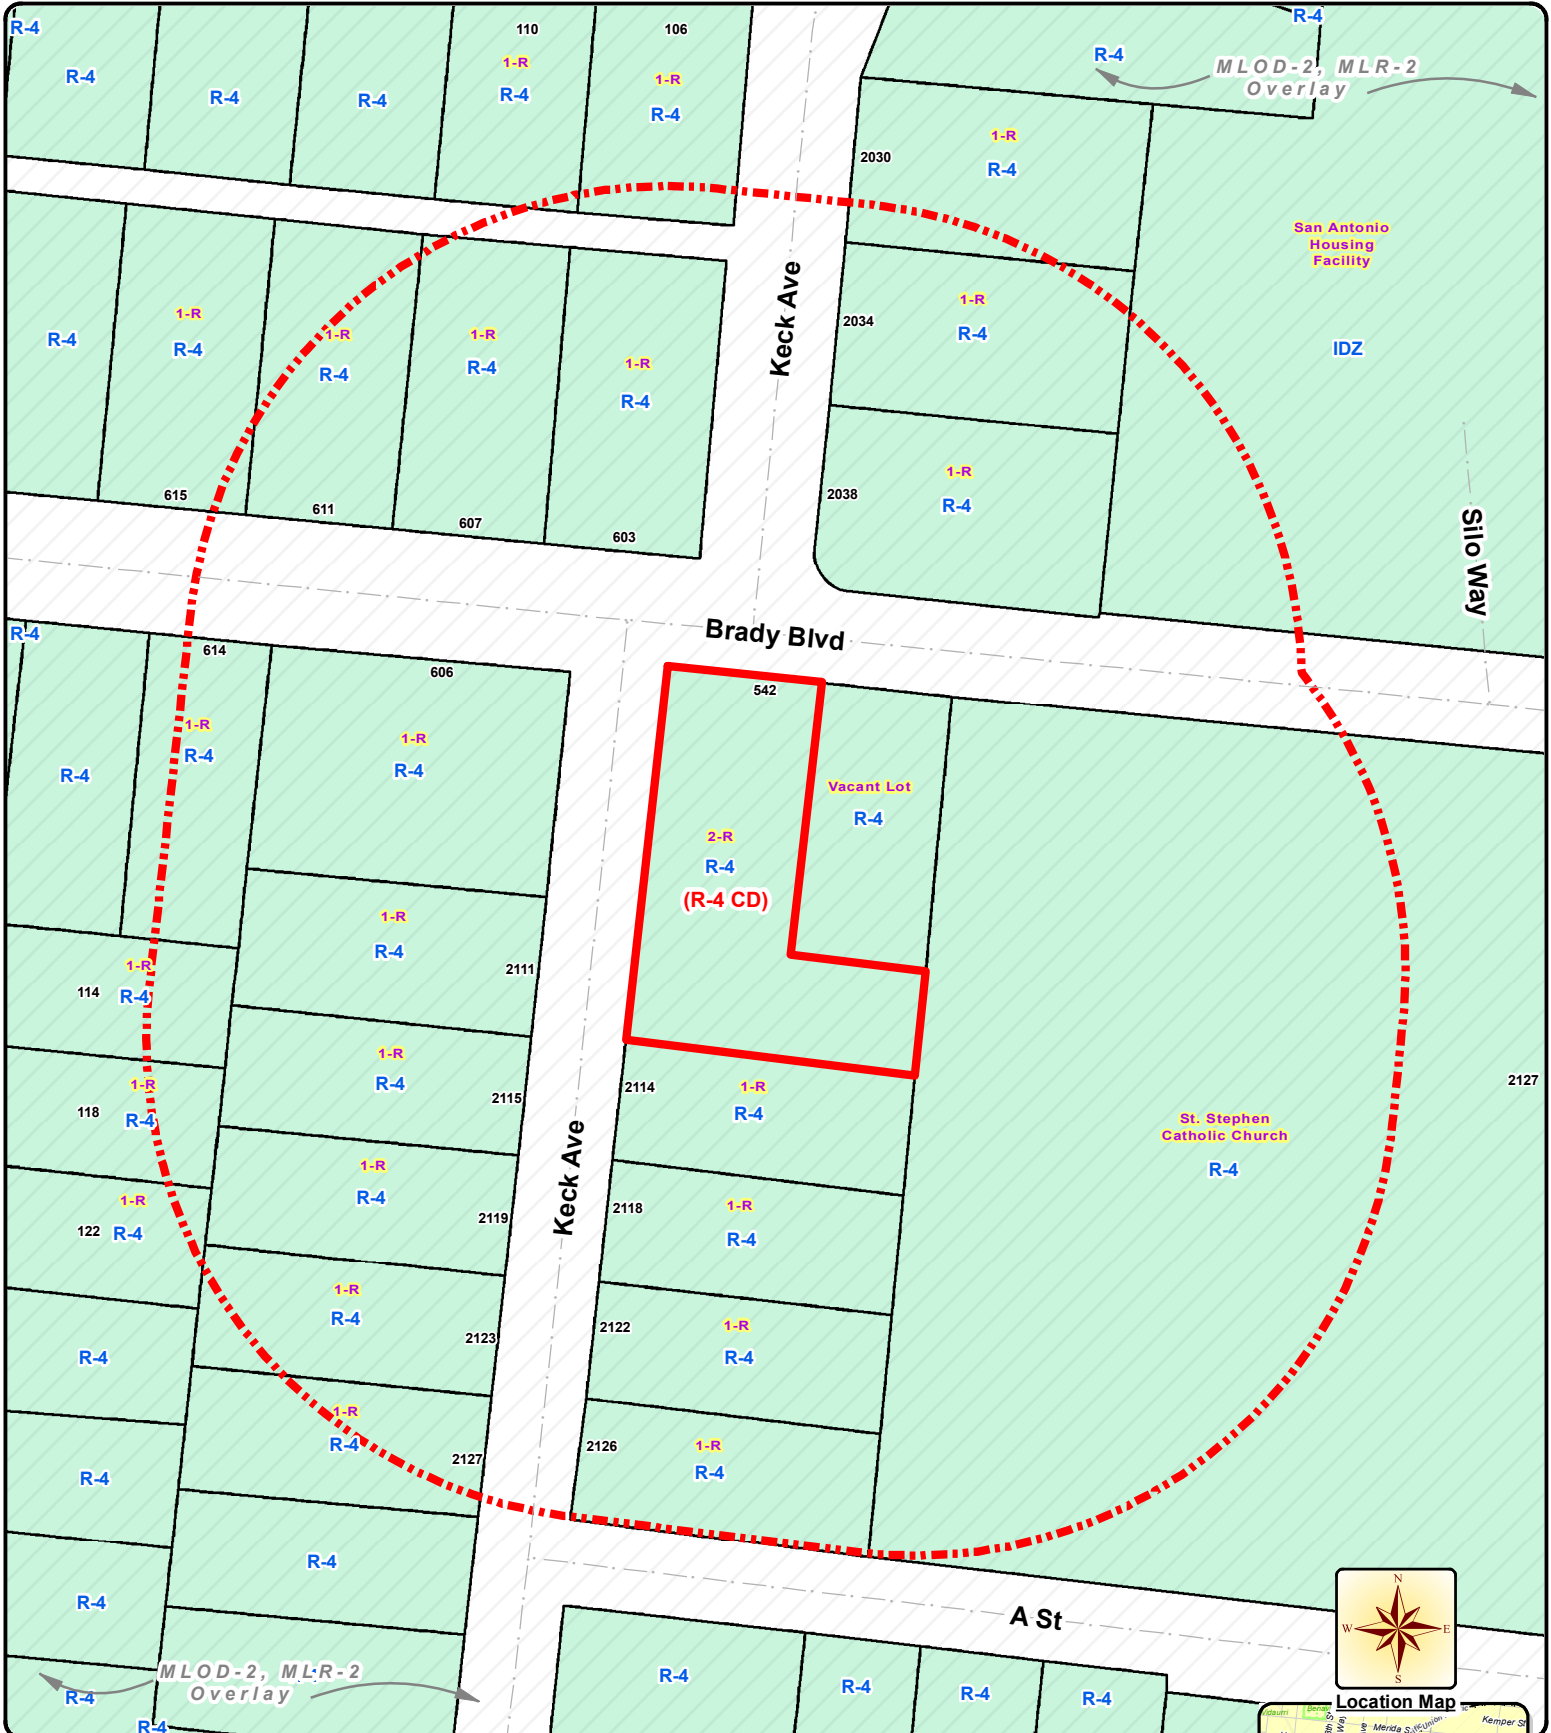 R-4
110
106
R-4
R-4
1-R
R-4
1-R
R-4
R-4
R-4
R-4
MLOD-2, MLR-2
Overlay
2030
1-R
R-4
San Antonio
Housing
Facility
IDZ
Keck Ave
2034
1-R
R-4
R-4
1-R
R-4
1-R
R-4
1-R
R-4
1-R
R-4
615
611
607
603
2038
1-R
R-4
Silo Way
Brady Blvd
R-4
614
606
542
1-R
R-4
R-4
1-R
R-4
Vacant Lot
R-4
2-R
R-4
(R-4 CD)
1-R
R-4
2111
114
1-R
R-4
1-R
R-4
2115
2114
1-R
R-4
2127
118
1-R
R-4
St. Stephen
Catholic Church
R-4
Keck Ave
1-R
R-4
2119
2118
1-R
R-4
122
1-R
R-4
1-R
R-4
2123
2122
1-R
R-4
R-4
1-R
R-4
2127
2126
1-R
R-4
R-4
R-4
R-4
A St
N
W
E
S
MLOD-2, MLR-2
Overlay
R-4
R-4
R-4
R-4
R-4
R-4
Location Map
Merida St
Union
Kemper St